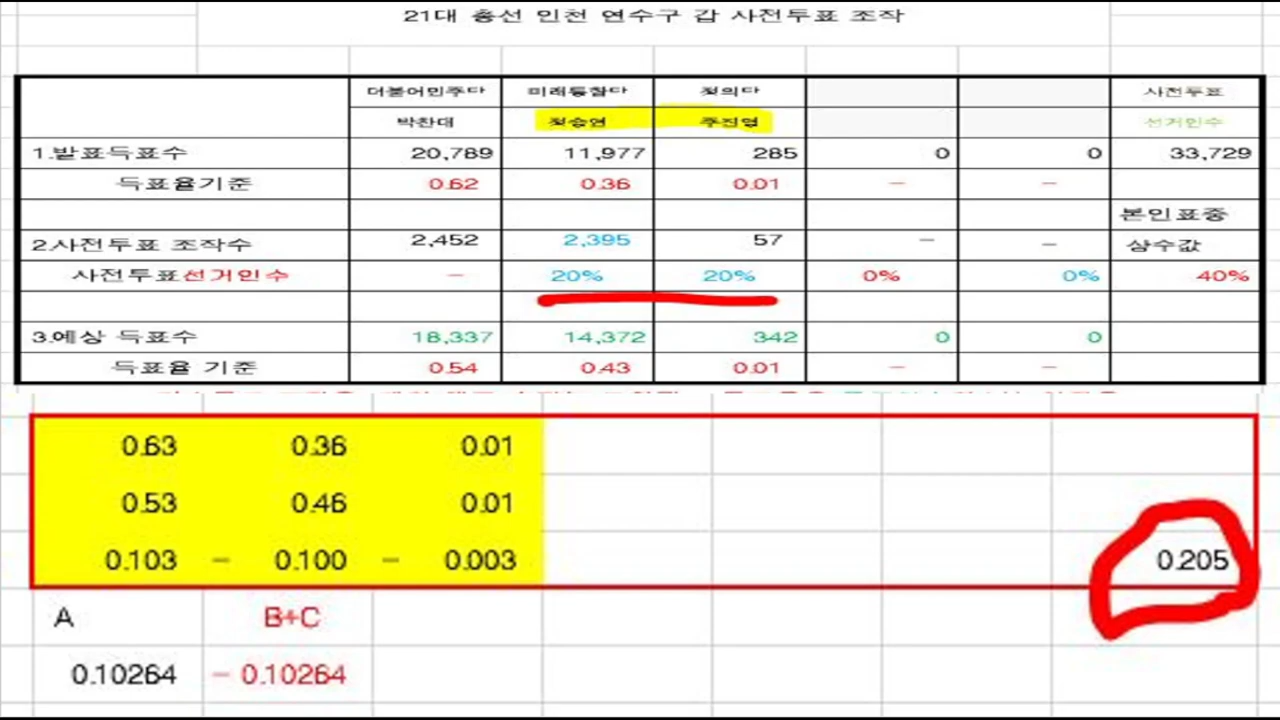 21대 총선 인천 연수구 갑 사전투표 조작
더불어민주다 미래통합다 정의다 사전투표
박찬대 정승연 주진영 선거인수
1.발표득표수 20,789 11,977 285 0 0 33,729
득표율기준 0.62 0.36 0.01 - -
본인표중
2.사전투표 조작수 2,452 2,395 57 - - 상수값
사전투표선거인수 - 20% 20% 0% 0% 40%
3.예상 득표수 18,337 14,372 342 0 0
득표율 기준 0.54 0.43 0.01 - -
0.63 0.36 0.01
0.53 0.46 0.01
0.103 - 0.100 - 0.003 0.205
A B+C
0.10264 - 0.10264